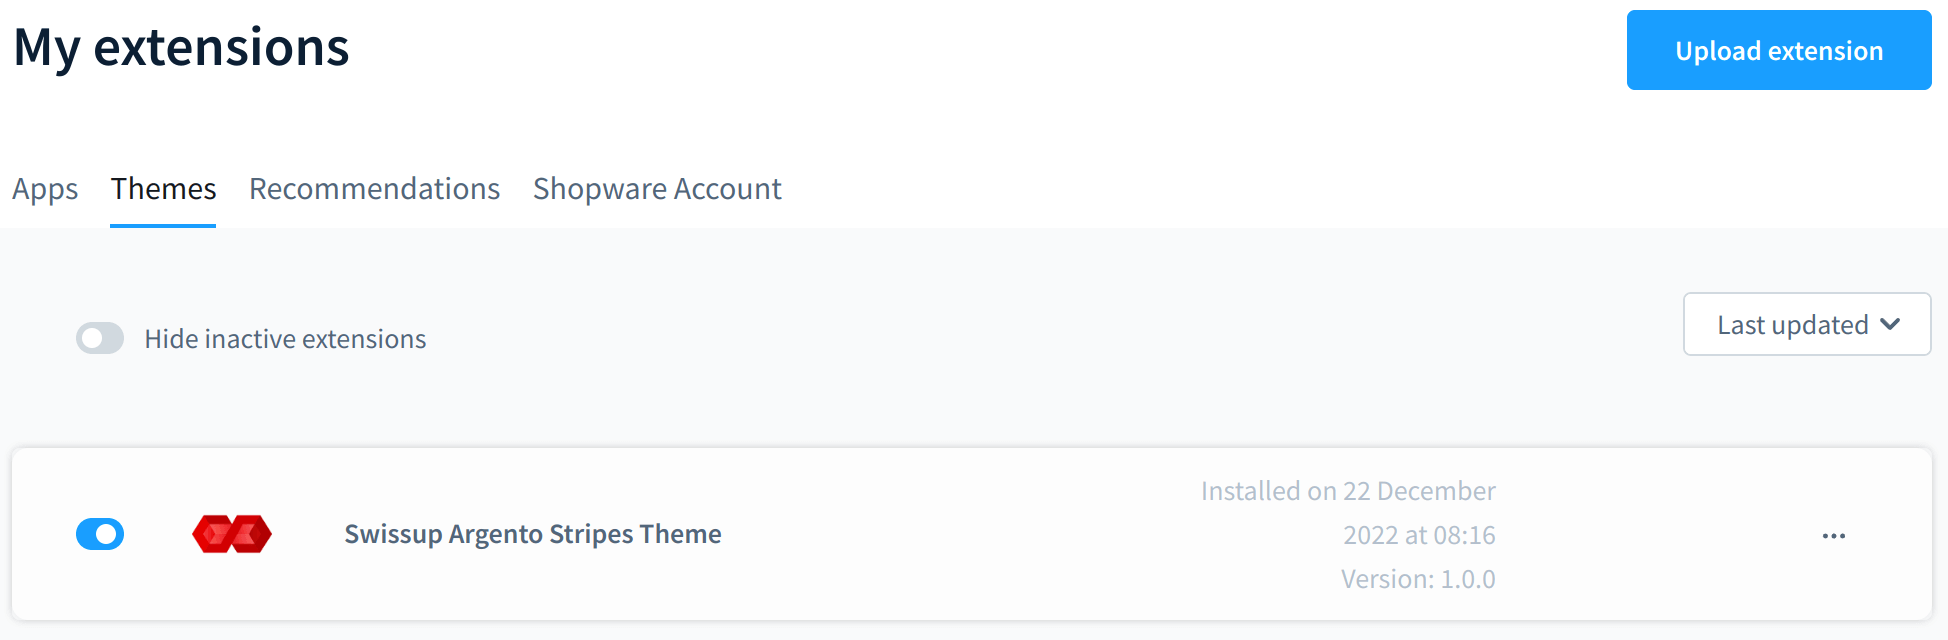 My extensions
Upload extension
Apps Themes Recommendations Shopware Account
Hide inactive extensions
Last updated
Swissup Argento Stripes Theme
Installed on 22 December
2022 at 08:16
Version: 1.0.0